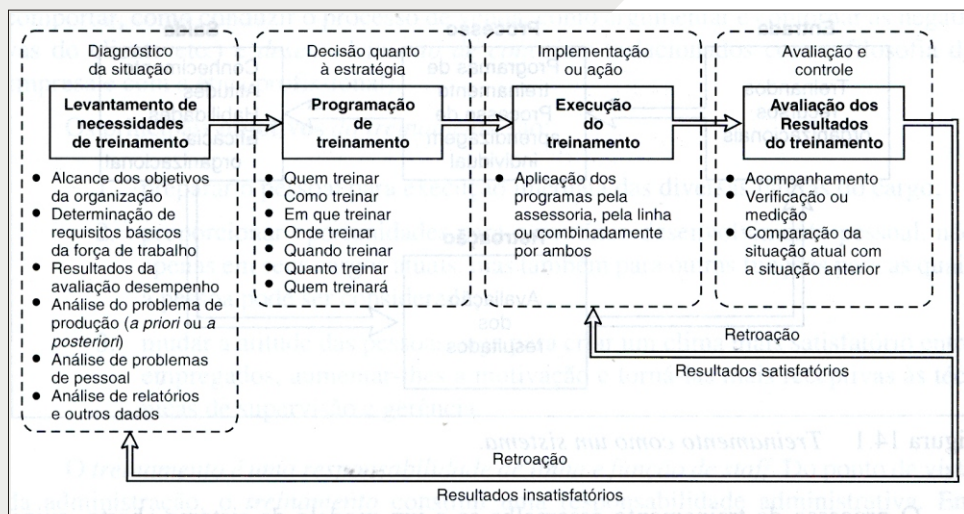 Diagnóstico
da situação
Levantamento de
necessidades
de treinamento
• Alcance dos objetivos
da organização
• Determinação de
requisitos básicos
da força de trabalho
• Resultados da
avaliação desempenho
• Análise do problema de
produção (a priori ou a
posteriori)
• Análise de problemas
de pessoal
• Análise de relatórios
e outros dados
Decisão quanto
à estratégia
Programação
de
treinamento
• Quem treinar
• Como treinar
• Em que treinar
• Onde treinar
• Quando treinar
• Quanto treinar
• Quem treinará
Implementação
ou ação
Execução
do
treinamento
• Aplicação dos
programas pela
assessoria, pela linha
ou combinadamente
por ambos
Avaliação e
controle
Avaliação dos
resultados
do treinamento
• Acompanhamento
• Verificação ou
medição
• Comparação da
situação atual com
a situação anterior
Retroação
Resultados satisfatórios
Retroação
Resultados insatisfatórios